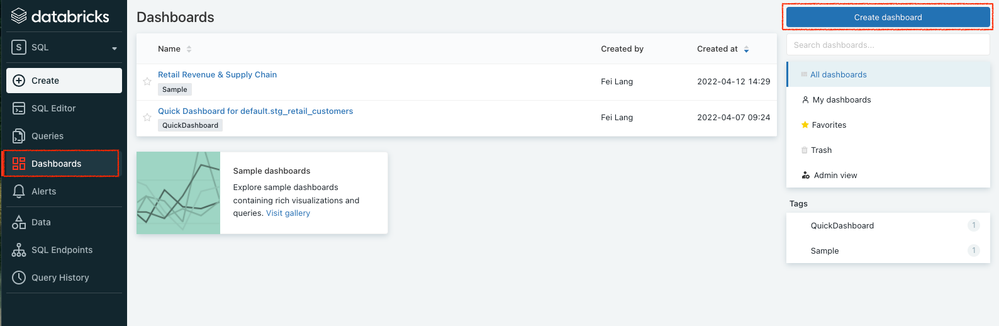 databricks
S SQL
Create
SQL Editor
Queries
Dashboards
Alerts
Data
SQL Endpoints
Query History
Dashboards
Name Created by Created at
Retail Revenue & Supply Chain Fei Lang 2022-04-12 14:29
Sample
Quick Dashboard for default.stg_retail_customers Fei Lang 2022-04-07 09:24
QuickDashboard
Sample dashboards
Explore sample dashboards
containing rich visualizations and
queries. Visit gallery
Create dashboard
Search dashboards...
All dashboards
My dashboards
Favorites
Trash
Admin view
Tags
QuickDashboard 1
Sample 1